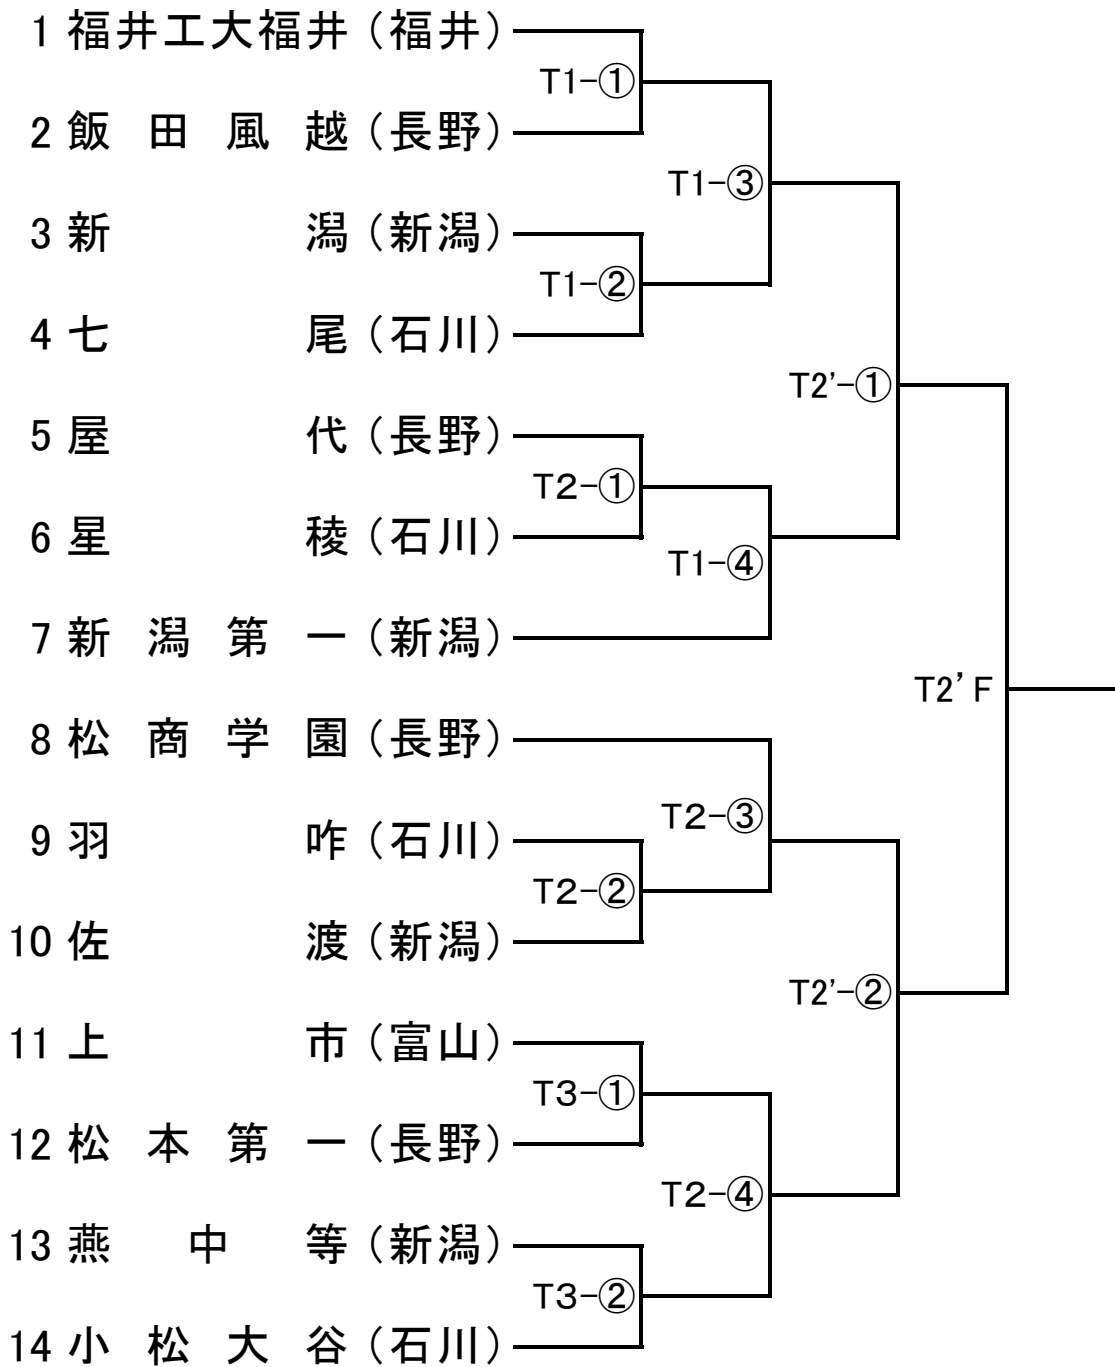 1 福井工大福井 (福井)
T1-①
2 飯田風越 (長野)
T1-③
3 新潟 (新潟)
T1-②
4 七尾 (石川)
T2'-①
5 屋代 (長野)
T2-①
6 星稜 (石川)
T1-④
7 新潟第一 (新潟)
T2'F
8 松商学園 (長野)
T2-③
9 羽咋 (石川)
T2-②
10 佐渡 (新潟)
T2'-②
11 上市 (富山)
T3-①
12 松本第一 (長野)
T2-④
13 燕中等 (新潟)
T3-②
14 小松大谷 (石川)